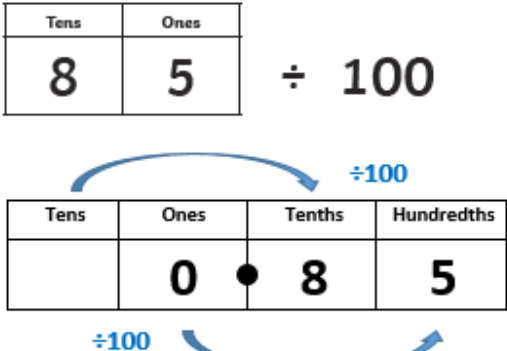 Tens Ones
8 5 ÷ 100
÷100
Tens Ones Tenths Hundredths
0 • 8 5
÷100